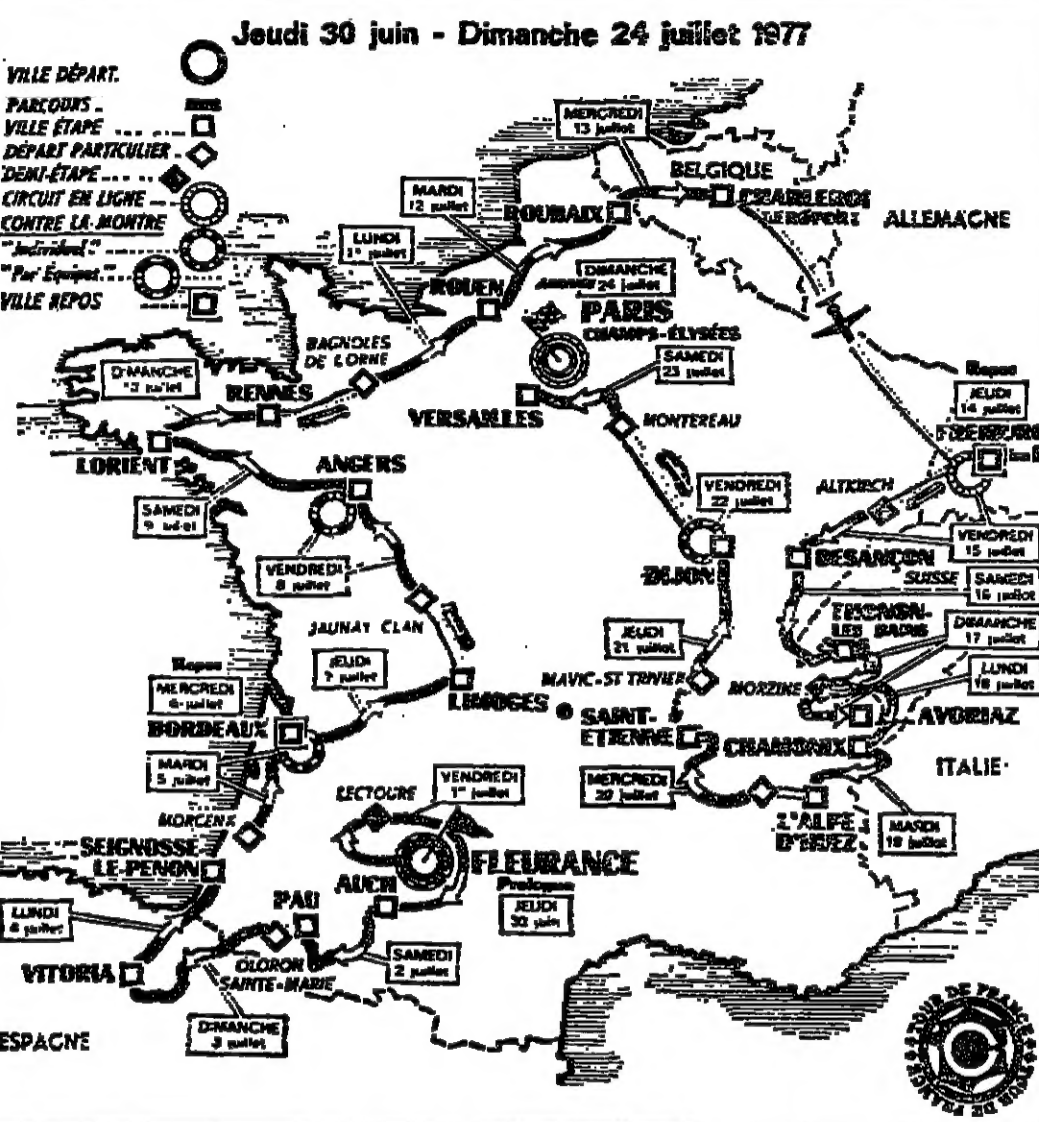 Jeudi 30 juin - Dimanche 24 juillet 1977
VILLE DÉPART.
PARCOURS
VILLE ÉTAPE
DÉPART PARTICULIER
DEMI-ÉTAPE
CIRCUIT EN LIGNE
CONTRE LA-MONTRE
"Individuel"
"Par Équipes"
VILLE REPOS
MERCREDI
13 juillet
BELGIQUE
CHARLEROI
ALLEMAGNE
MARDI
12 juillet
ROUBAIX
LUNDI
ROUEN
DIMANCHE
24 juillet
PARIS
CHAMPS-ÉLYSÉES
BAGNOLES
DE L'ORNE
SAMEDI
23 juillet
DIMANCHE
RENNES
VERSAILLES
MONTEREAU
Repos
JEUDI
14 juillet
LORIENT
ANGERS
SAMEDI
9 juillet
VENDREDI
22 juillet
ALTKIRCH
VENDREDI
8 juillet
DIJON
BESANÇON
VENDREDI
15 juillet
SUISSE
SAMEDI
16 juillet
JAUNAY CLAN
THONON-
LES BAINS
DIMANCHE
17 juillet
Repos
MERCREDI
6 juillet
JEUDI
7 juillet
JEUDI
21 juillet
LUNDI
18 juillet
LIMOGES
MAVIC-ST TRIVIER
MORZINE
BORDEAUX
SAINT-
ETIENNE
AVORIAZ
CHAMONIX
MARDI
5 juillet
ITALIE
LECTOURE
VENDREDI
1er juillet
MERCREDI
20 juillet
MORCENX
L'ALPE
D'HUEZ
MARDI
19 juillet
SEIGNOSSE-
LE-PENON
FLEURANCE
AUCH
Prologue
JEUDI
30 juin
PAU
LUNDI
4 juillet
VITORIA
OLORON
SAINTE-MARIE
SAMEDI
2 juillet
DIMANCHE
3 juillet
ESPAGNE
TOUR DE FRANCE
TOUR DE FRANCE